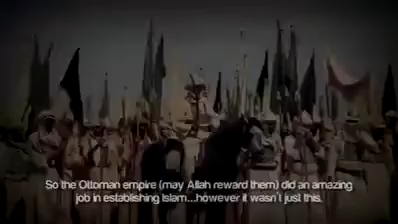 So the Ottoman empire (may Allah reward them) did an amazing
job in establishing Islam...however it wasn't just this.